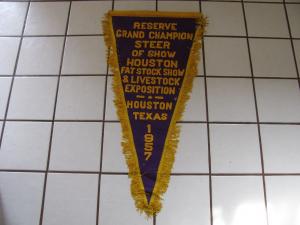 RESERVE
GRAND CHAMPION
STEER
OF SHOW
HOUSTON
FAT STOCK SHOW
& LIVESTOCK
EXPOSITION
HOUSTON
TEXAS
1957